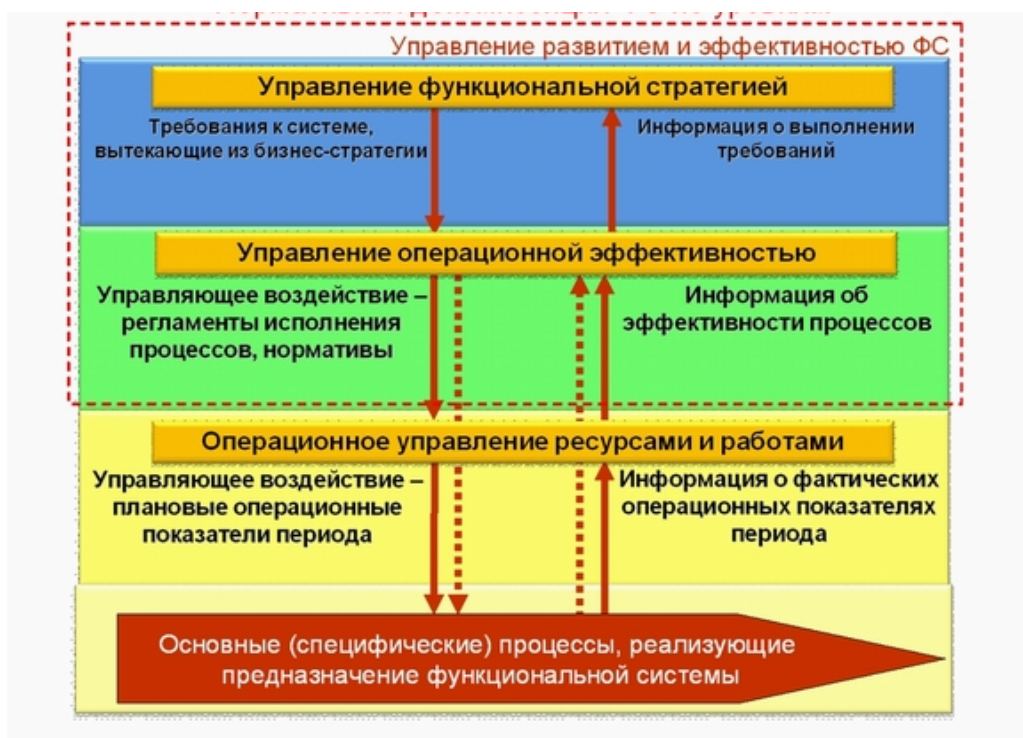 Управление развитием и эффективностью ФС
Управление функциональной стратегией
Требования к системе,
вытекающие из бизнес-стратегии
Информация о выполнении
требований
Управление операционной эффективностью
Управляющее воздействие –
регламенты исполнения
процессов, нормативы
Информация об
эффективности процессов
Операционное управление ресурсами и работами
Управляющее воздействие –
плановые операционные
показатели периода
Информация о фактических
операционных показателях
периода
Основные (специфические) процессы, реализующие
предназначение функциональной системы